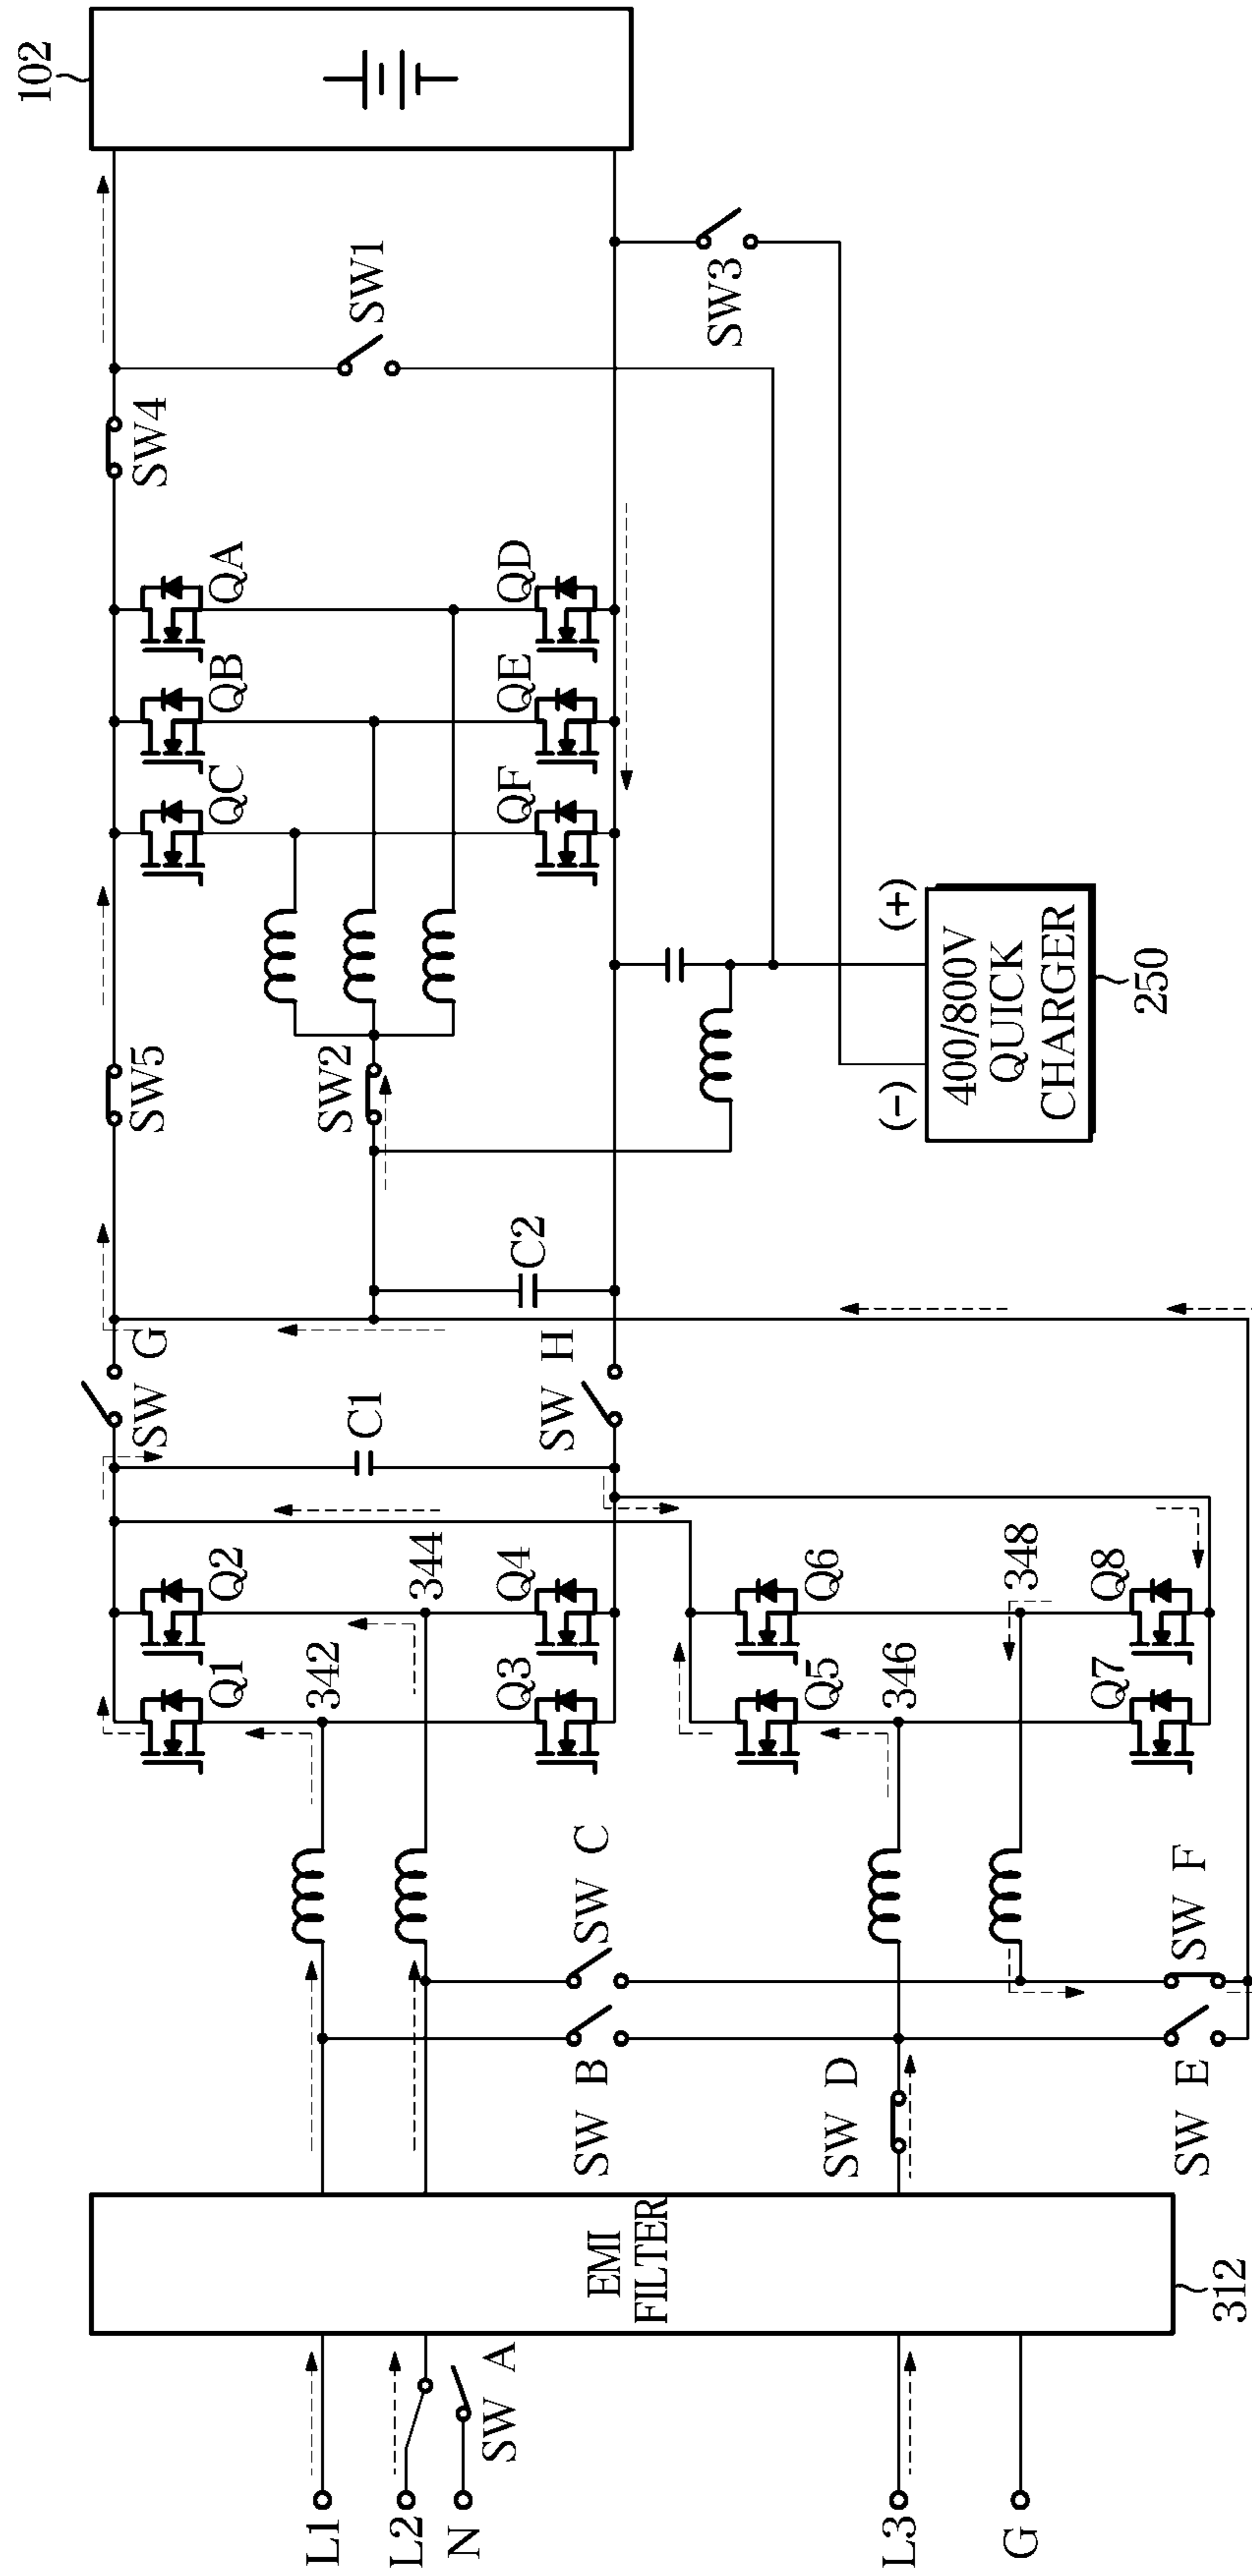 102
SW1
SW3
SW4
QA
QD
QB
QE
QC
QF
SW5
SW2
(+)
(-)
400/800V
QUICK
CHARGER
250
C2
SW G
SW H
C1
Q2
344
Q4
Q6
348
Q8
Q1
342
Q3
Q5
346
Q7
SW C
SW F
SW B
SW D
SW E
EMI
FILTER
312
SW A
L1
L2
N
L3
G